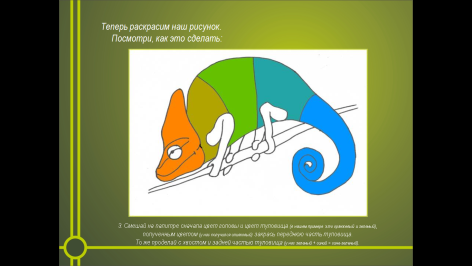 Теперь раскрасим наш рисунок.
Посмотри, как это сделать:
3. Смешай на палитре сначала цвет головы и цвет туловища (в нашем примере это оранжевый и зеленый),
полученным цветом (у нас получился оливковый) закрась переднюю часть туловища.
То же проделай с хвостом и задней частью туловища (у нас зеленый + синий = сине-зеленый).